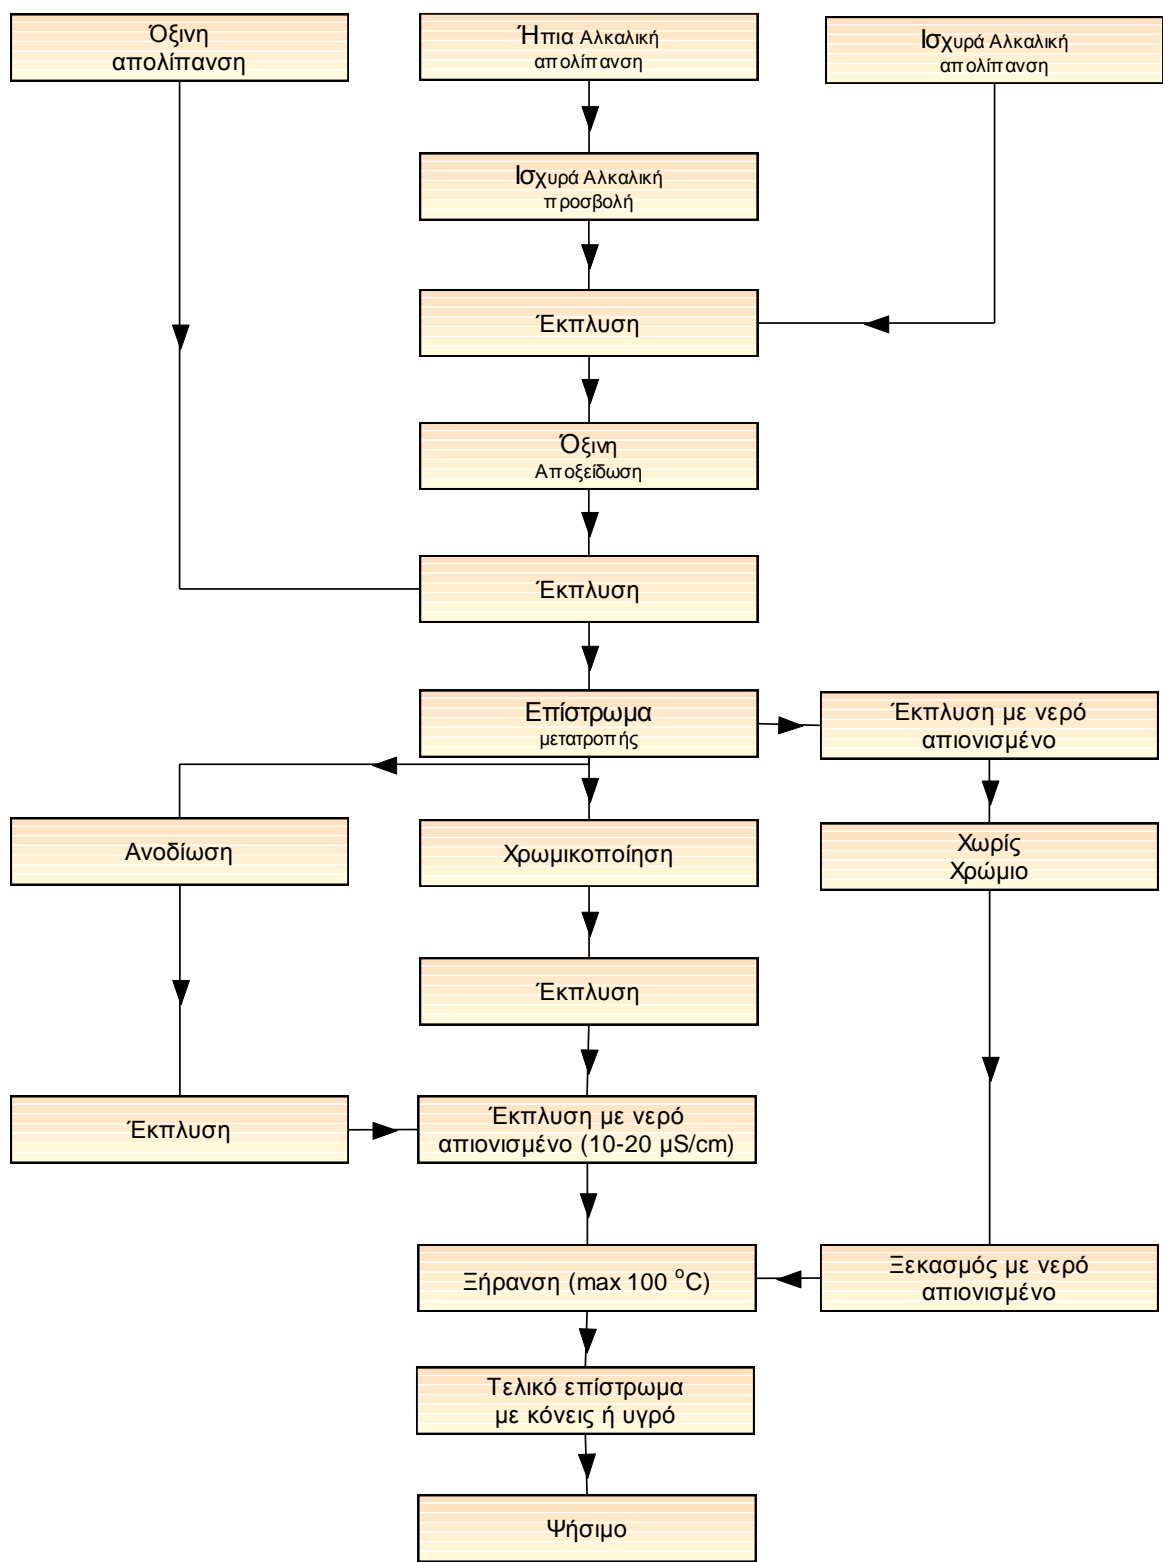 Όξινη
απολίπανση
Ήπια Αλκαλική
απολίπανση
Ισχυρά Αλκαλική
απολίπανση
Ισχυρά Αλκαλική
προσβολή
Έκπλυση
Όξινη
Αποξείδωση
Έκπλυση
Επίστρωμα
μετατροπής
Έκπλυση με νερό
απιονισμένο
Ανοδίωση
Χρωμικοποίηση
Χωρίς
Χρώμιο
Έκπλυση
Έκπλυση
Έκπλυση με νερό
απιονισμένο (10-20 μS/cm)
Ξήρανση (max 100 °C)
Ξεκασμός με νερό
απιονισμένο
Τελικό επίστρωμα
με κόνεις ή υγρό
Ψήσιμο